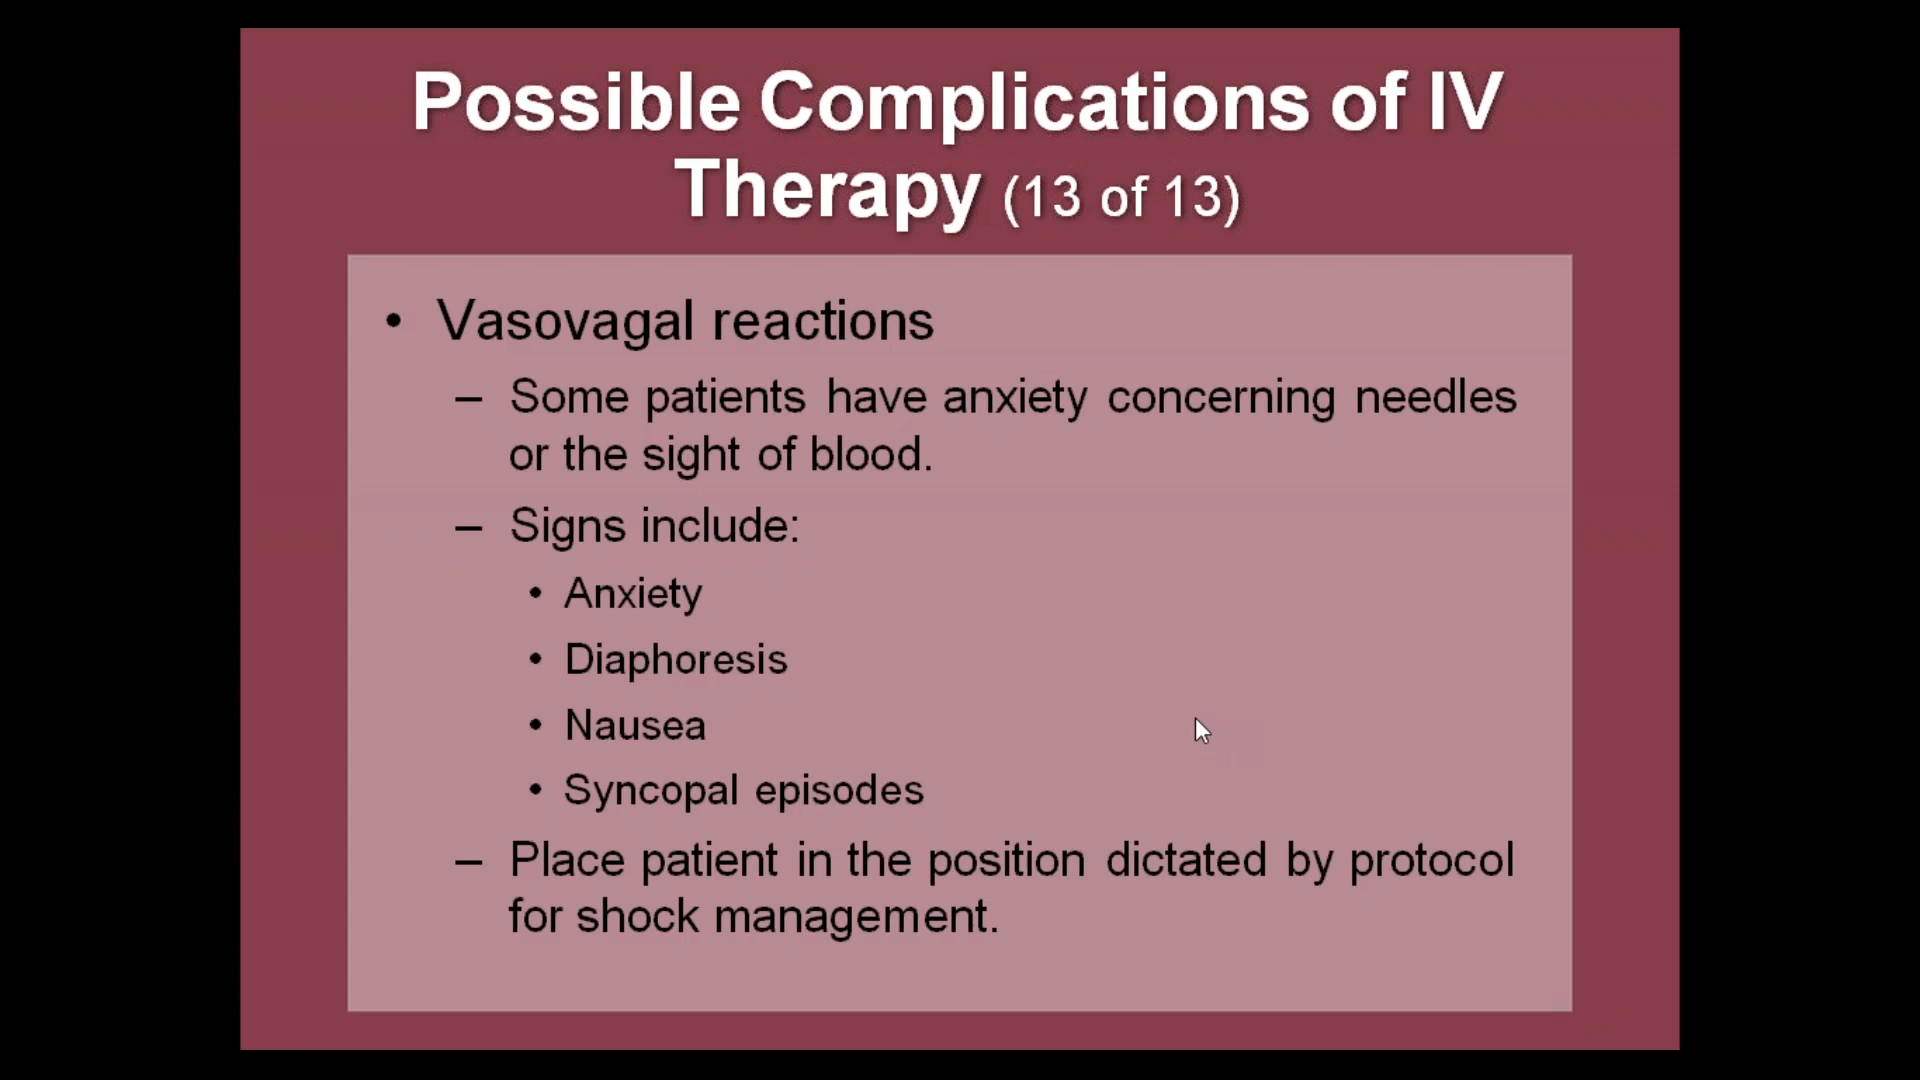 Possible Complications of IV
Therapy (13 of 13)
• Vasovagal reactions
– Some patients have anxiety concerning needles
or the sight of blood.
– Signs include:
• Anxiety
• Diaphoresis
• Nausea
• Syncopal episodes
– Place patient in the position dictated by protocol
for shock management.